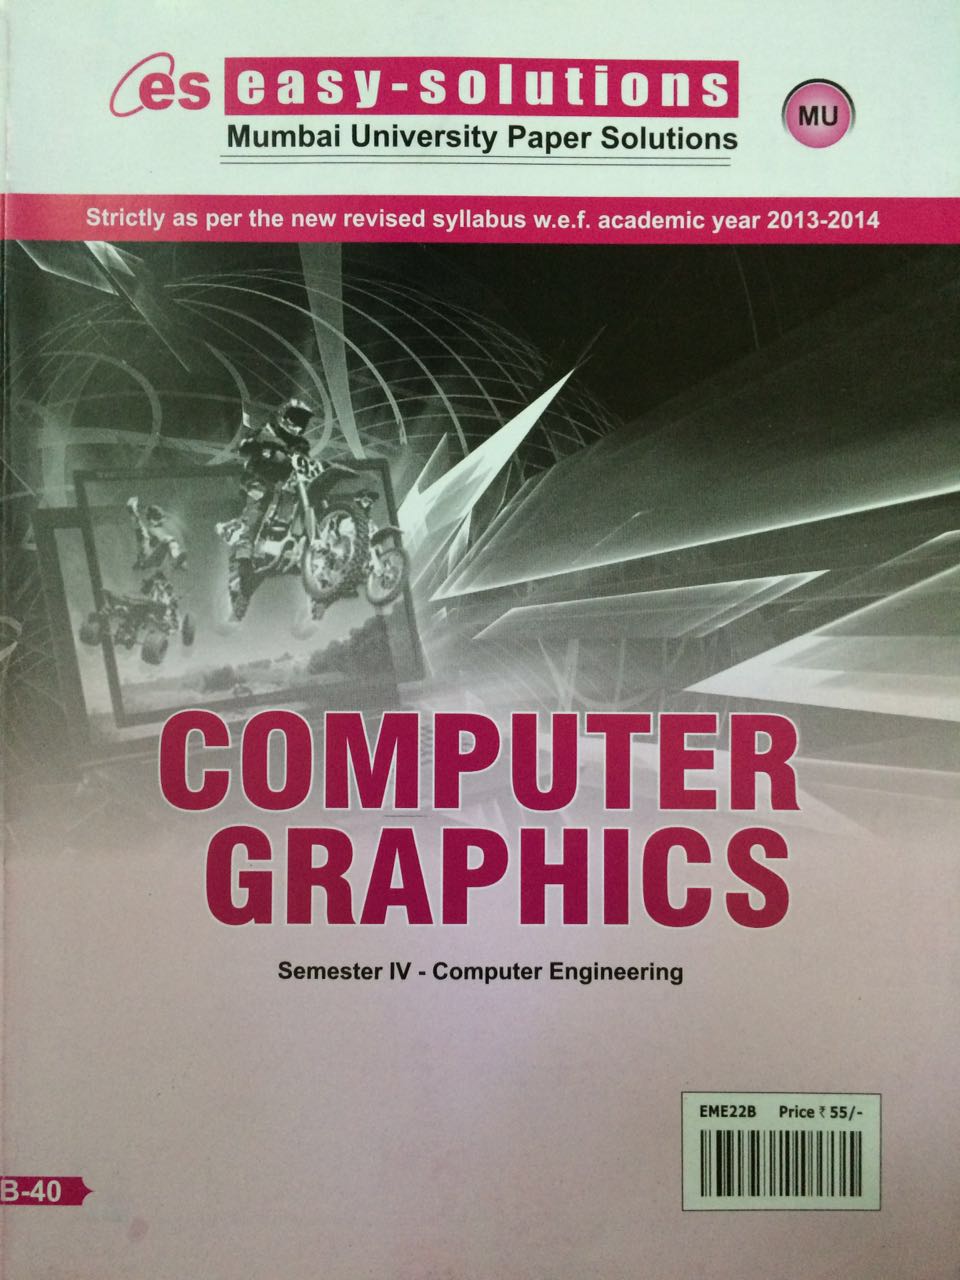 es easy-solutions
Mumbai University Paper Solutions
MU
Strictly as per the new revised syllabus w.e.f. academic year 2013-2014
COMPUTER
GRAPHICS
Semester IV - Computer Engineering
EME22B Price ₹ 55/-
B-40